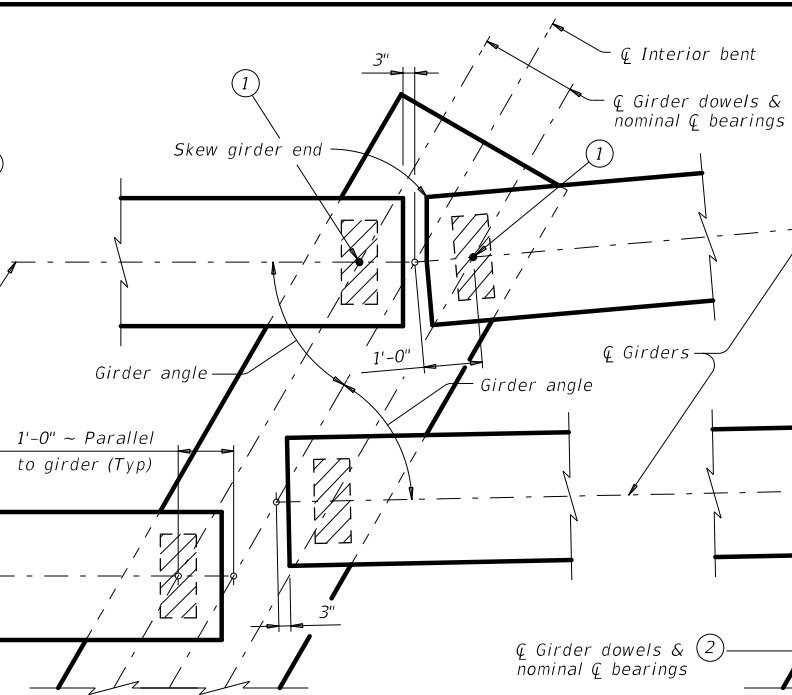 3"
℄ Interior bent
1
℄ Girder dowels &
nominal ℄ bearings
Skew girder end
1
1'-0"
℄ Girders
Girder angle
Girder angle
1'-0" ~ Parallel
to girder (Typ)
3"
℄ Girder dowels & 2
nominal ℄ bearings